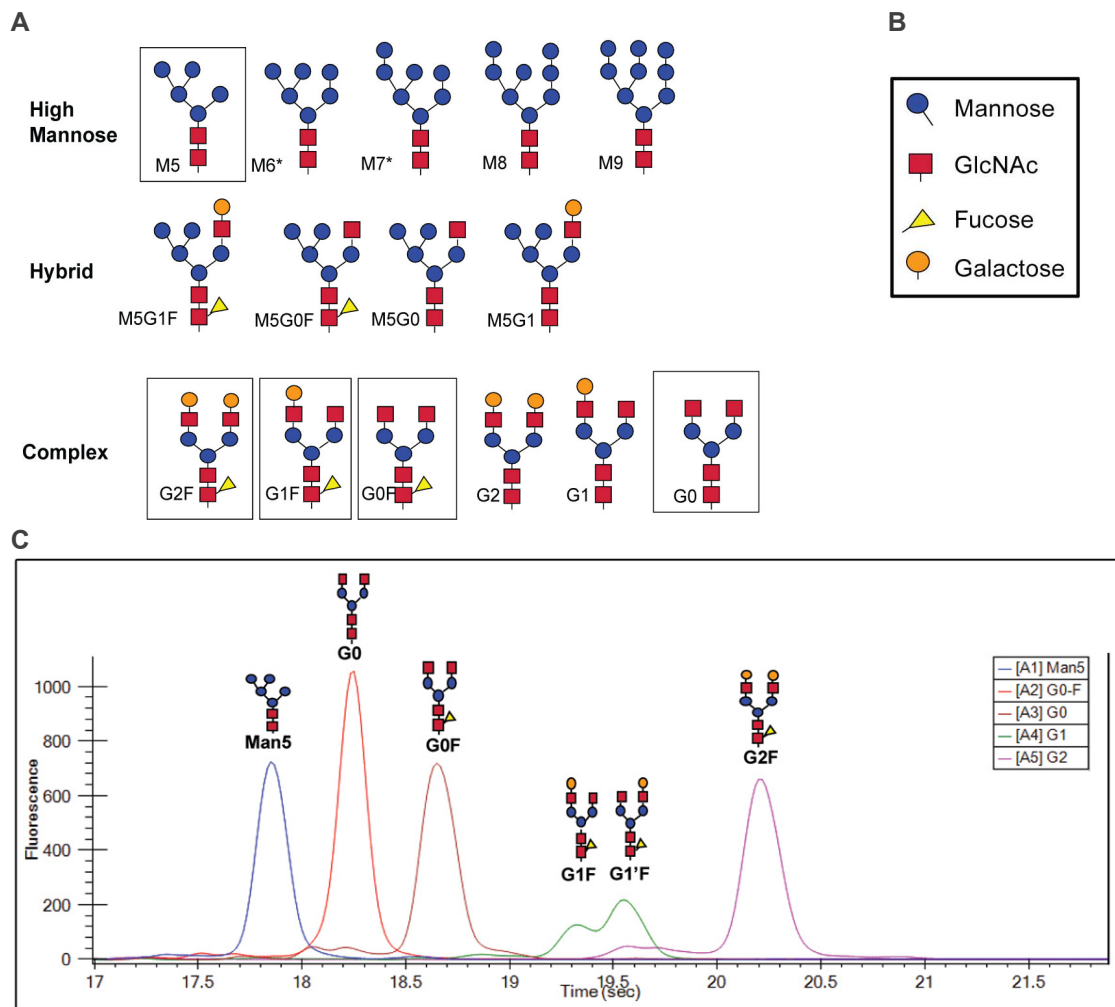 A
B
High
Mannose
M5
M6*
M7*
M8
M9
Mannose
GlcNAc
Fucose
Galactose
Hybrid
M5G1F
M5G0F
M5G0
M5G1
Complex
G2F
G1F
G0F
G2
G1
G0
C
G0
G0F
Man5
G2F
G1F
G1’F
[A1] Man5
[A2] G0-F
[A3] G0
[A4] G1
[A5] G2
Fluorescence
1000
800
600
400
200
0
17
17.5
18
18.5
19
19.5
20
20.5
21
21.5
Time (sec)